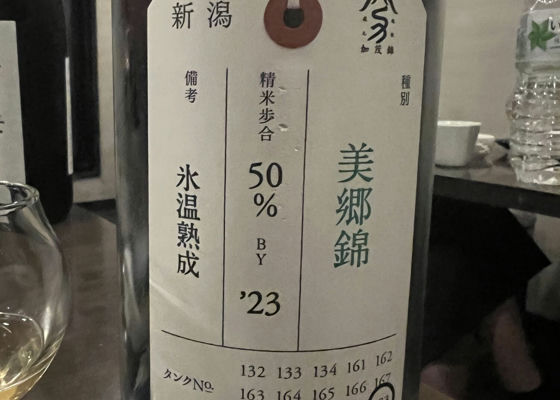 新潟
加茂錦
種別
美郷錦
精米歩合
50
%
BY
'23
備考
氷温熟成
タンクNo.
132 133 134 161 162
163 164 165 166 167